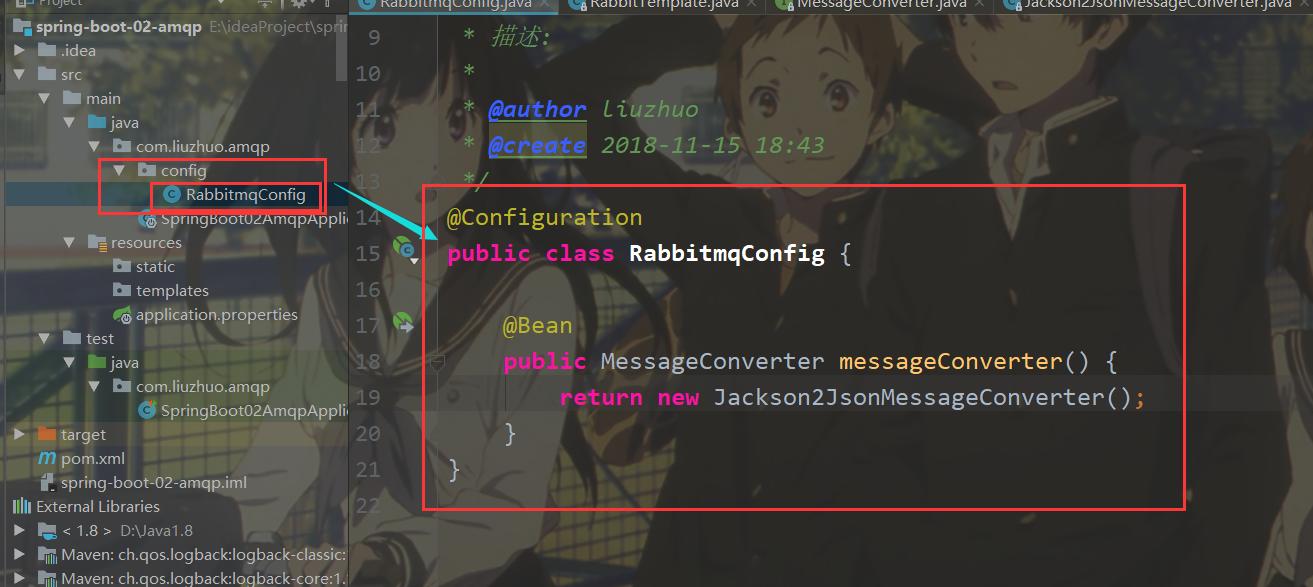 Project
spring-boot-02-amqp E:\ideaProject\sprin
.idea
src
main
java
com.liuzhuo.amqp
config
RabbitmqConfig
SpringBoot02AmqpApplic
resources
static
templates
application.properties
test
java
com.liuzhuo.amqp
SpringBoot02AmqpApplic
target
pom.xml
spring-boot-02-amqp.iml
External Libraries
< 1.8 > D:\Java1.8
Maven: ch.qos.logback:logback-classic:
Maven: ch.qos.logback:logback-core:1.
RabbitmqConfig.java RabbitTemplate.java MessageConverter.java Jackson2JsonMessageConverter.java
9 * 描述:
10 *
11 * @author liuzhuo
12 * @create 2018-11-15 18:43
13 */
14 @Configuration
15 public class RabbitmqConfig {
16
17 @Bean
18 public MessageConverter messageConverter() {
19 return new Jackson2JsonMessageConverter();
20 }
21 }
22